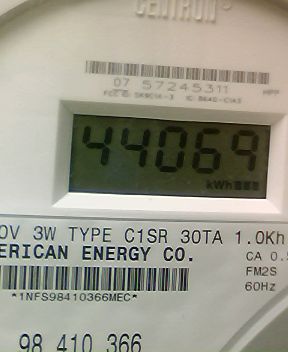 CENTRON®
07 57245311
44069
kWh
0V 3W TYPE C1SR 30TA 1.0Kh
ERICAN ENERGY CO.
CA 0.5
FM2S
*1NFS98410366MEC*
60Hz
98 410 366